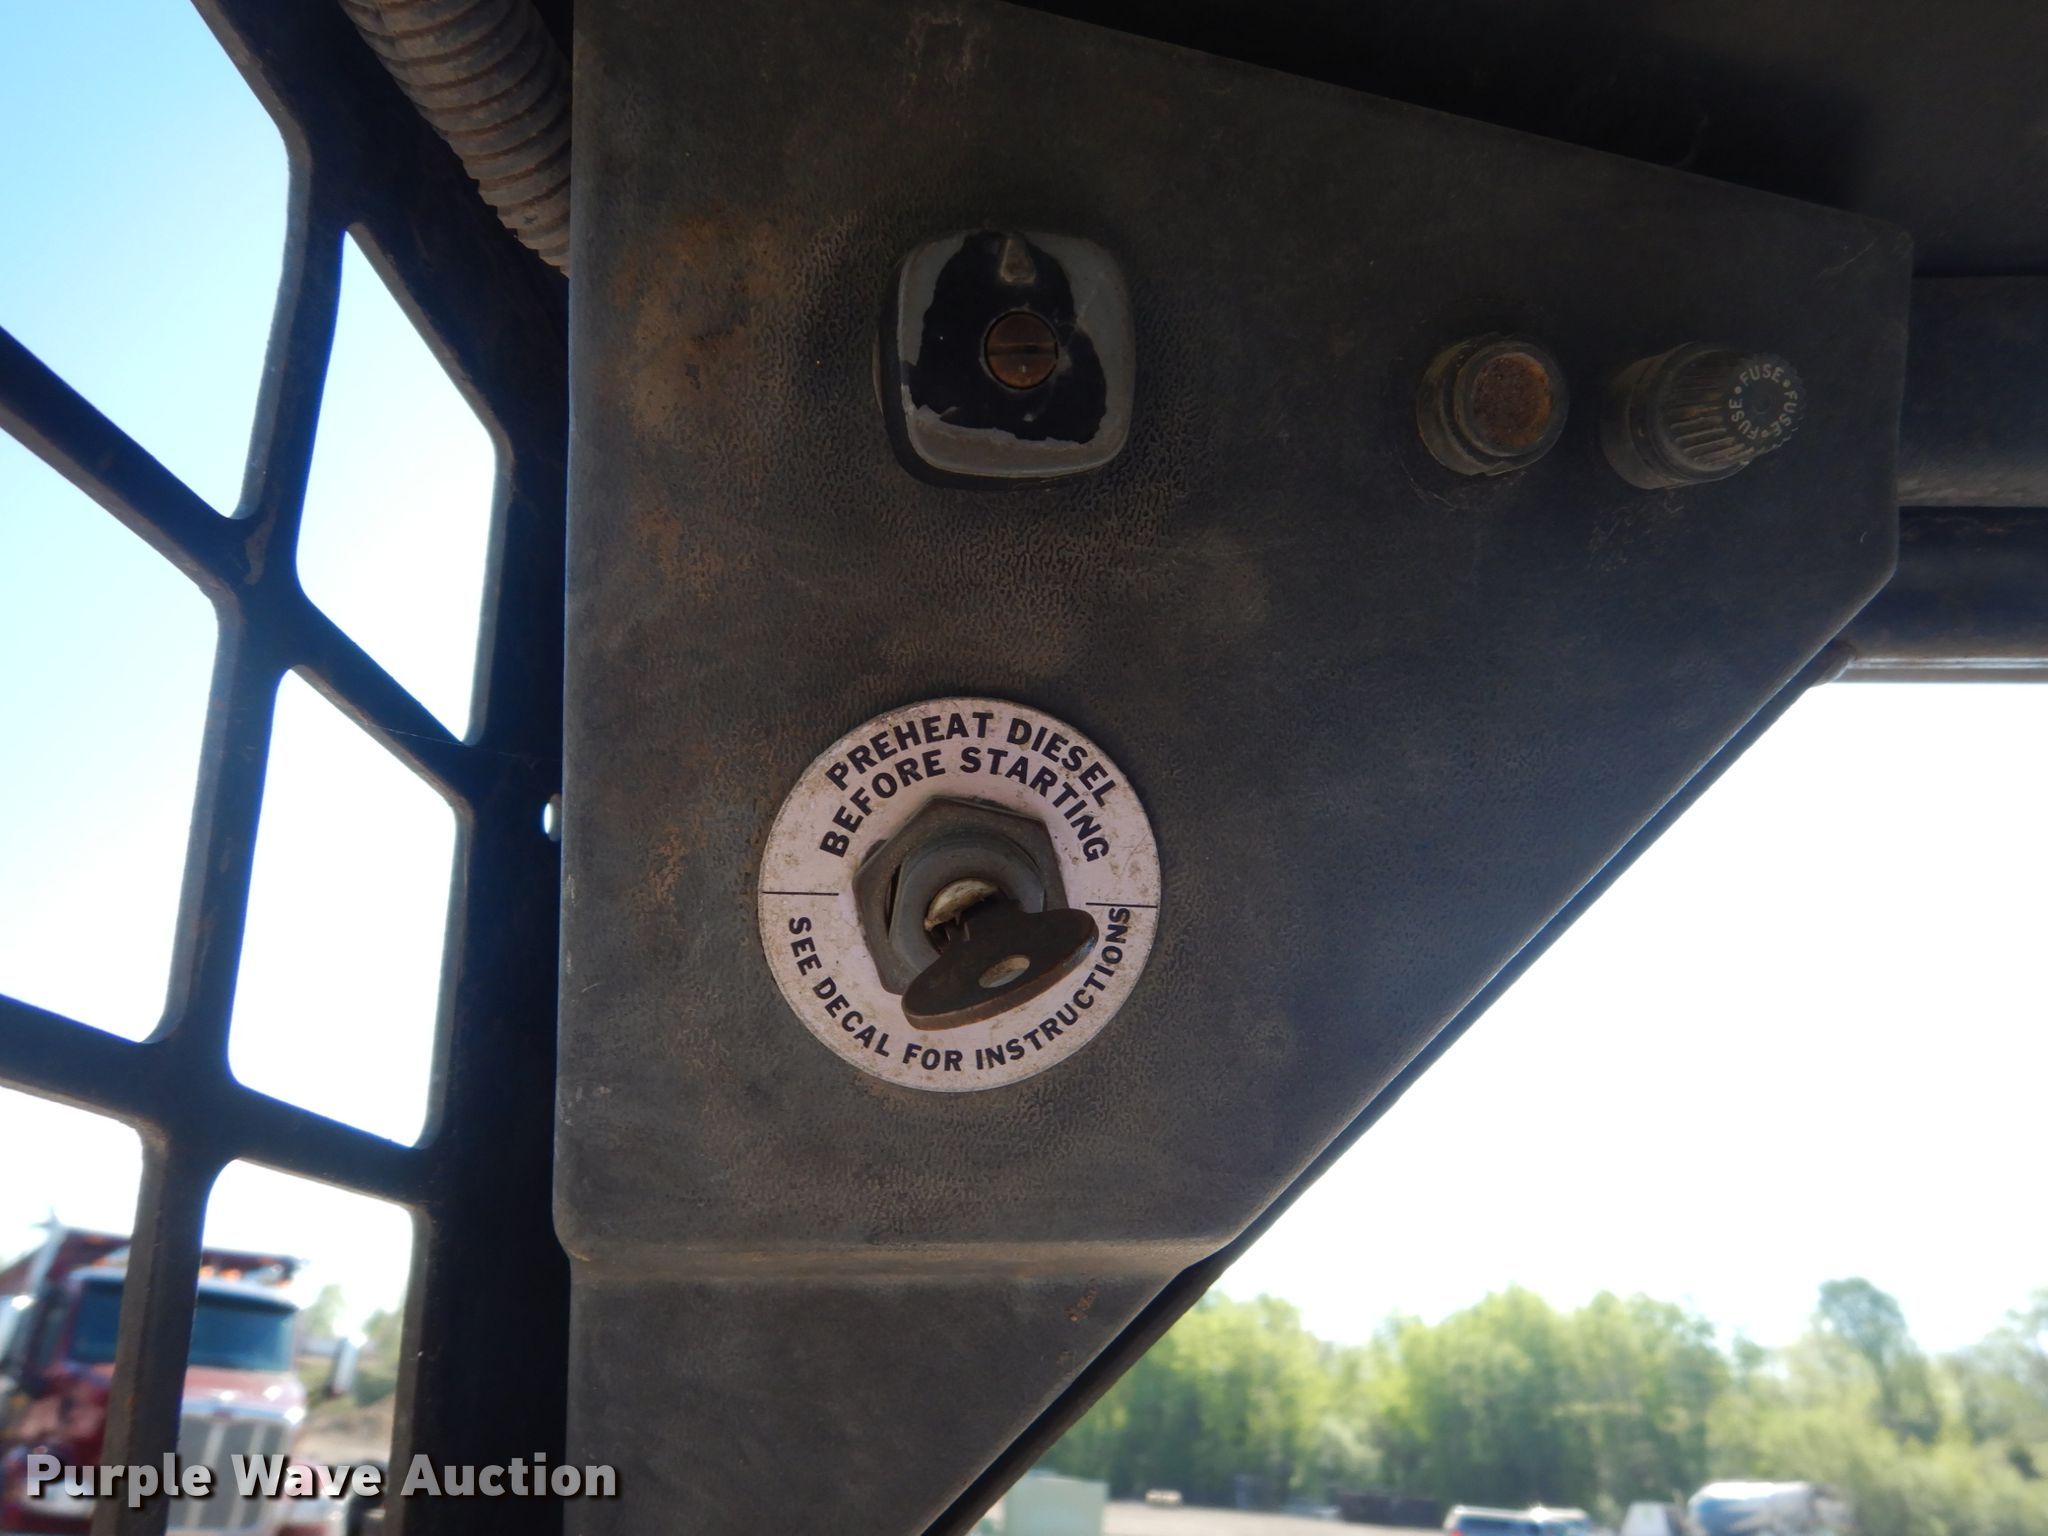 FUSE • FUSE • FUSE •
PREHEAT DIESEL
BEFORE STARTING
SEE DECAL FOR INSTRUCTIONS
Purple Wave Auction